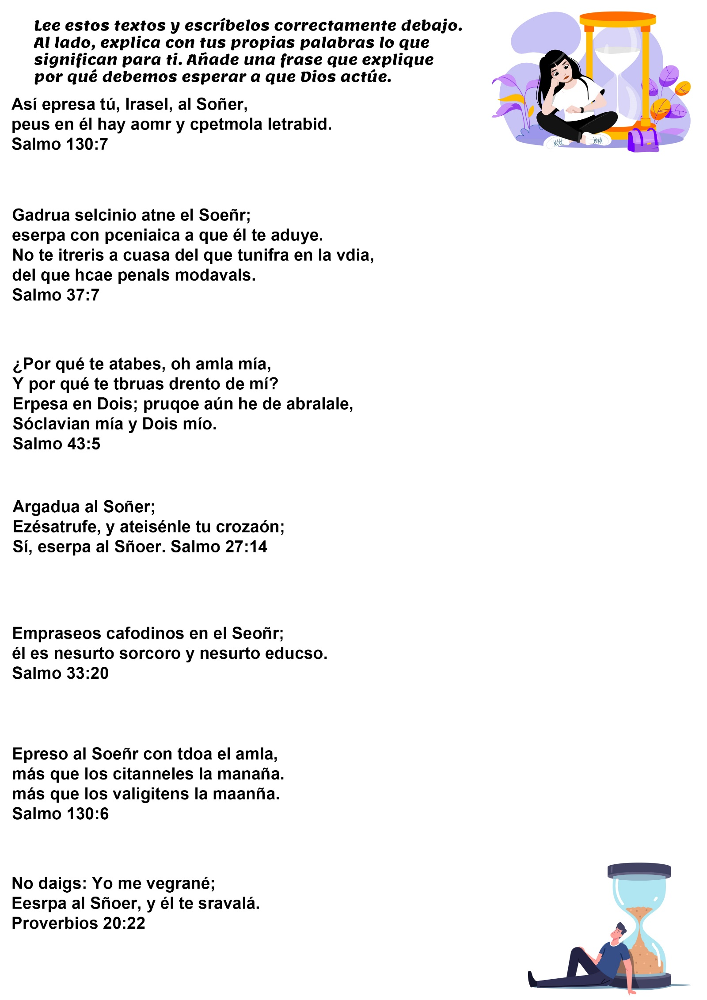 Lee estos textos y escríbelos correctamente debajo.
Al lado, explica con tus propias palabras lo que
significan para ti. Añade una frase que explique
por qué debemos esperar a que Dios actúe.
Así epresa tú, Irasel, al Soñer,
peus en él hay aomr y cpetmola letrabid.
Salmo 130:7
Gadrua selcinio atne el Soeñr;
eserpa con pceniaica a que él te aduye.
No te itreris a cuasa del que tunifra en la vdia,
del que hcae penals modavals.
Salmo 37:7
¿Por qué te atabes, oh amla mía,
Y por qué te tbruas drento de mí?
Erpesa en Dois; pruqoe aún he de abralale,
Sóclavian mía y Dois mío.
Salmo 43:5
Argadua al Soñer;
Ezésatrufe, y ateisénle tu crozaón;
Sí, eserpa al Sñoer. Salmo 27:14
Empraseos cafodinos en el Seoñr;
él es nesurto sorcoro y nesurto educso.
Salmo 33:20
Epreso al Soeñr con tdoa el amla,
más que los citanneles la manaña.
más que los valigitens la maanña.
Salmo 130:6
No daigs: Yo me vegrané;
Eesrpa al Sñoer, y él te sravalá.
Proverbios 20:22